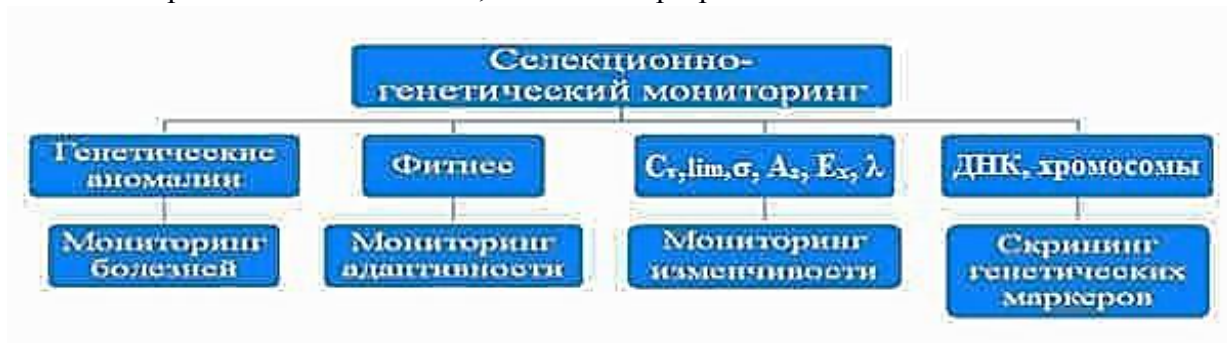 Селекционно-
генетический мониторинг
Генетические
аномалии
Фитнес
Cᵥ,lim,σ, Aₛ, Eₓ, λ
ДНК, хромосомы
Мониторинг
болезней
Мониторинг
адаптивности
Мониторинг
изменчивости
Скрининг
генетических
маркеров